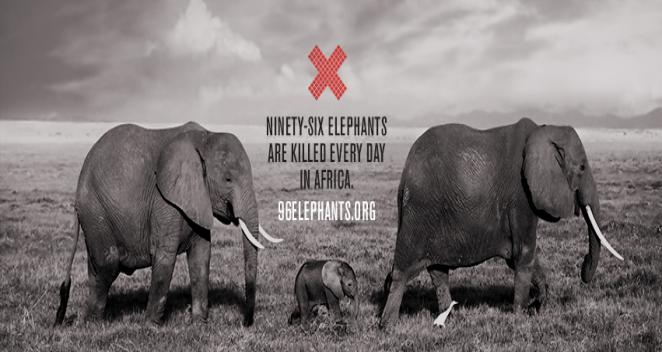 NINETY-SIX ELEPHANTS
ARE KILLED EVERY DAY
IN AFRICA.
96ELEPHANTS.ORG